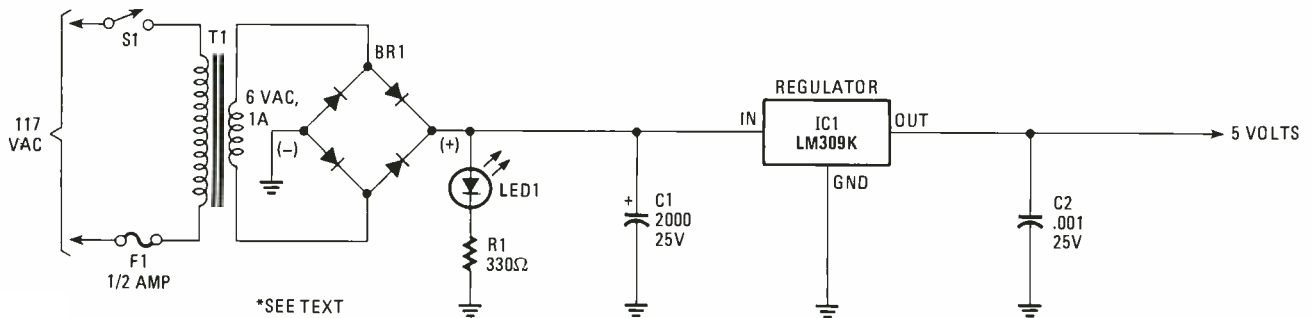 S1
T1
BR1
117
VAC
6 VAC,
1A
(−)
(+)
F1
1/2 AMP
*SEE TEXT
LED1
R1
330Ω
+
C1
2000
25V
REGULATOR
IN
IC1
LM309K
OUT
GND
C2
.001
25V
5 VOLTS